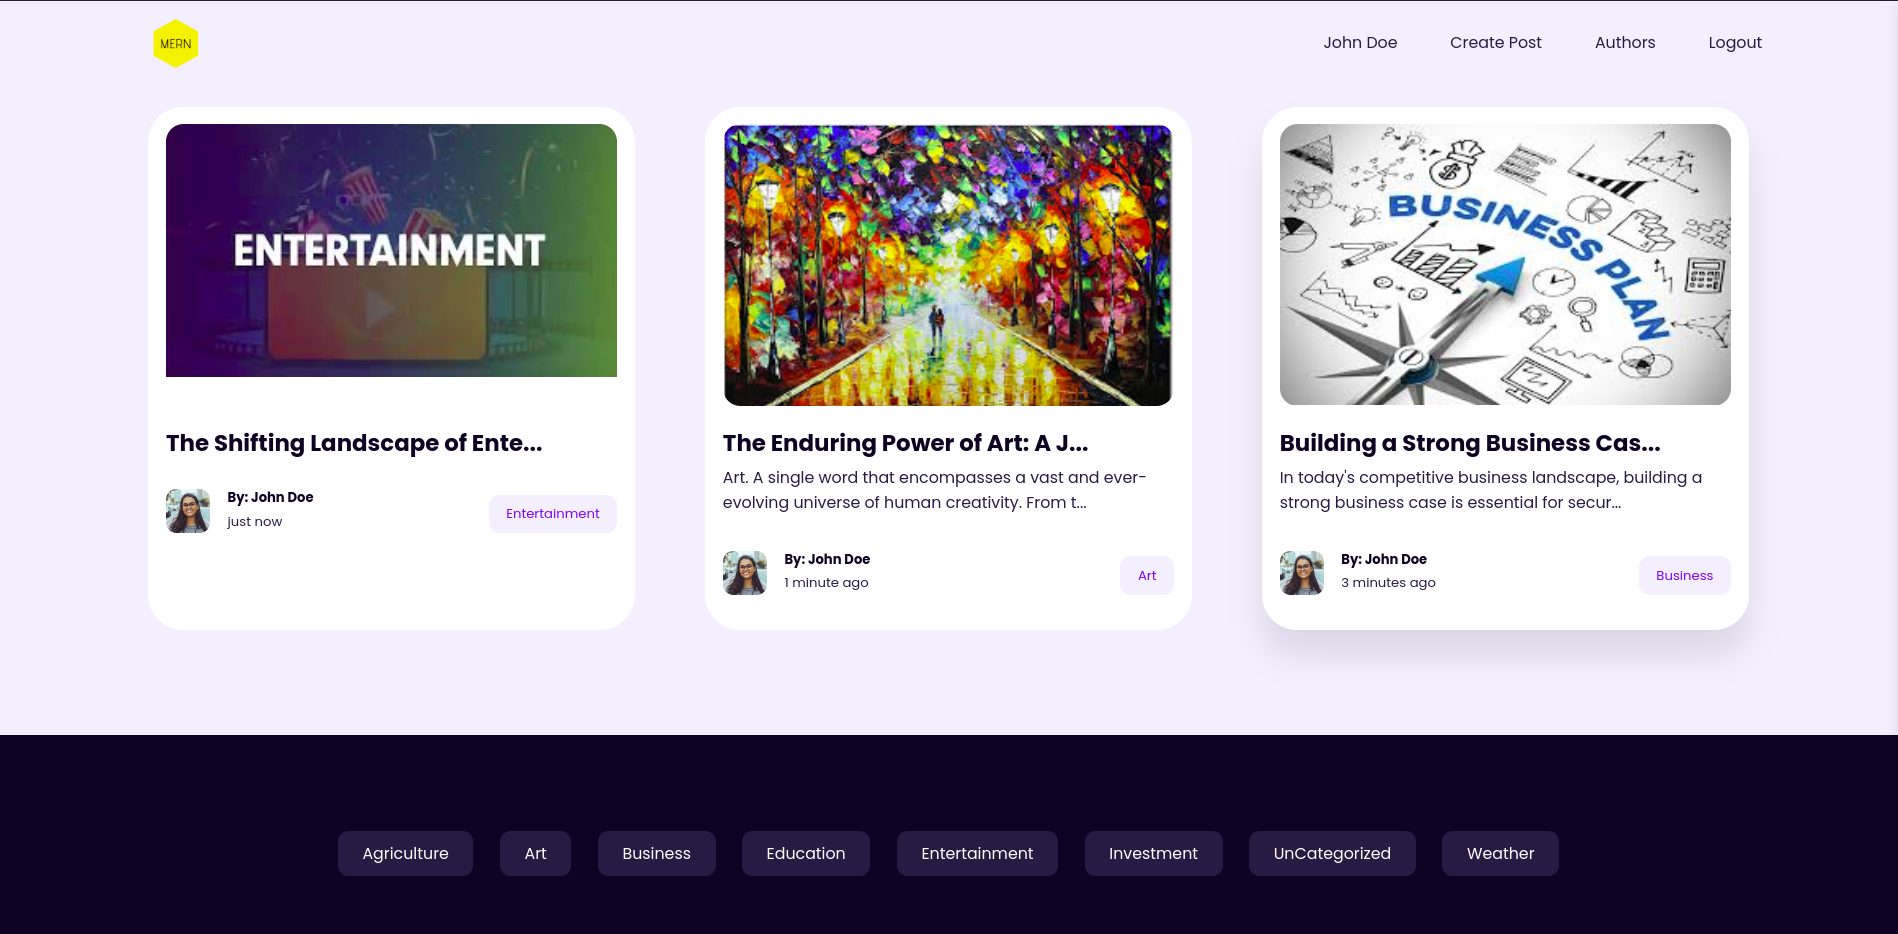 MERN
John Doe
Create Post
Authors
Logout
ENTERTAINMENT
The Shifting Landscape of Ente...
By: John Doe
just now
Entertainment
The Enduring Power of Art: A J...
Art. A single word that encompasses a vast and ever-
evolving universe of human creativity. From t...
By: John Doe
1 minute ago
Art
BUSINESS PLAN
Building a Strong Business Cas...
In today's competitive business landscape, building a
strong business case is essential for secur...
By: John Doe
3 minutes ago
Business
Agriculture
Art
Business
Education
Entertainment
Investment
UnCategorized
Weather